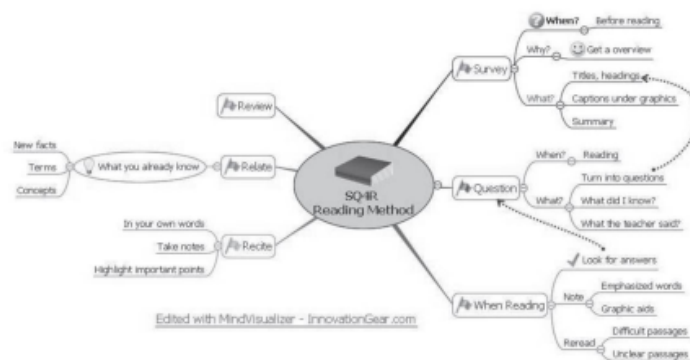 When?
Before reading
Why?
Get a overview
Survey
What?
Titles, headings
Captions under graphics
Summary
Review
New facts
Terms
Concepts
What you already know
Relate
SQ4R
Reading Method
Question
When?
Reading
What?
Turn into questions
What did I know?
What the teacher said?
In your own words
Take notes
Highlight important points
Recite
When Reading
Look for answers
Note
Emphasized words
Graphic aids
Reread
Difficult passages
Unclear passages
Edited with MindVisualizer - InnovationGear.com